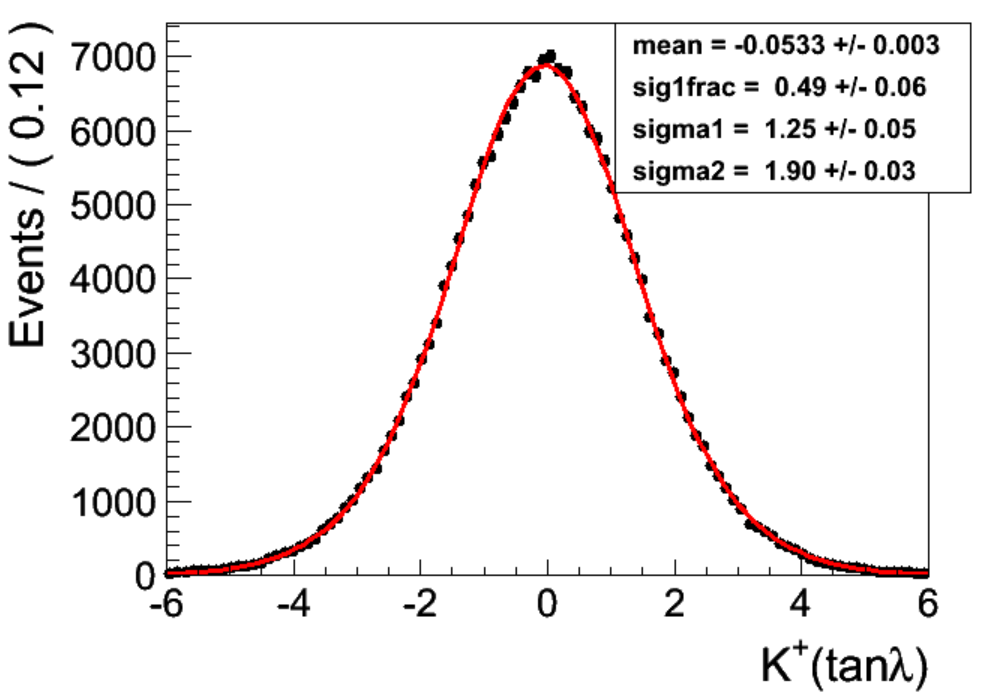 Events / ( 0.12 )
7000
6000
5000
4000
3000
2000
1000
0
mean = -0.0533 +/- 0.003
sig1frac = 0.49 +/- 0.06
sigma1 = 1.25 +/- 0.05
sigma2 = 1.90 +/- 0.03
-6 -4 -2 0 2 4 6
K⁺(tanλ)